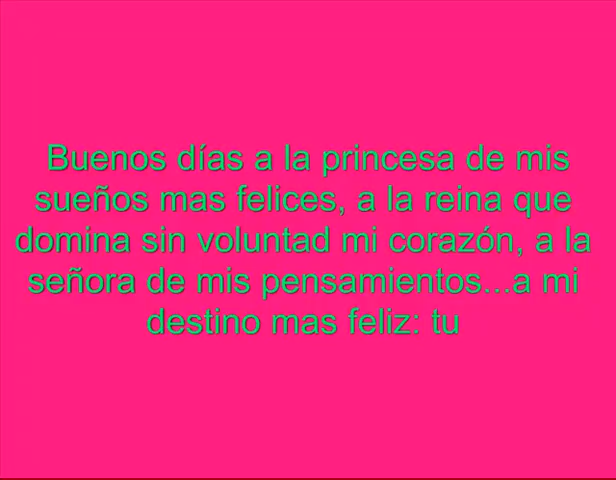 Buenos días a la princesa de mis
sueños mas felices, a la reina que
domina sin voluntad mi corazón, a la
señora de mis pensamientos...a mi
destino mas feliz: tu